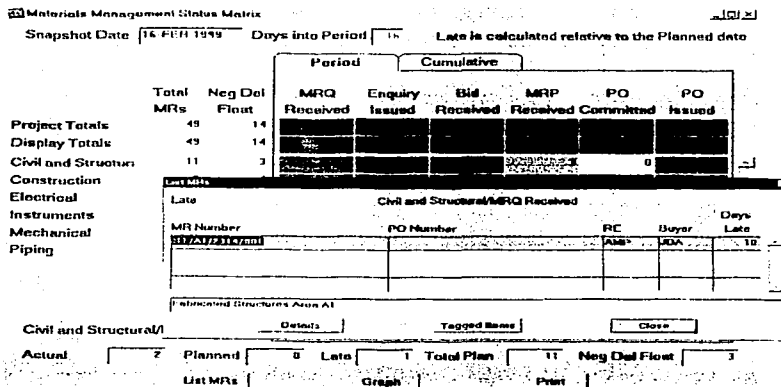 Materials Management Status Matrix
Snapshot Date 16-FEB-1999 Days into Period 16 Late is calculated relative to the Planned date
Period Cumulative
Total MRs Neg Del Float MRQ Received Enquiry Issued Bid Received MRP Received PO Committed PO Issued
Project Totals 49 14
Display Totals 49 14
Civil and Structun 11 3 0
Construction
Electrical
Instruments
Mechanical
Piping
List MRs
Late Civil and Structural/MRQ Received
MR Number PO Number RE Buyer Days Late
JDA 10
Fabricated Structures Area A1
Details Tagged Items Close
Civil and Structural/
Actual 2 Planned 0 Late 1 Total Plan 11 Neg Del Float 3
List MRs Graph Print